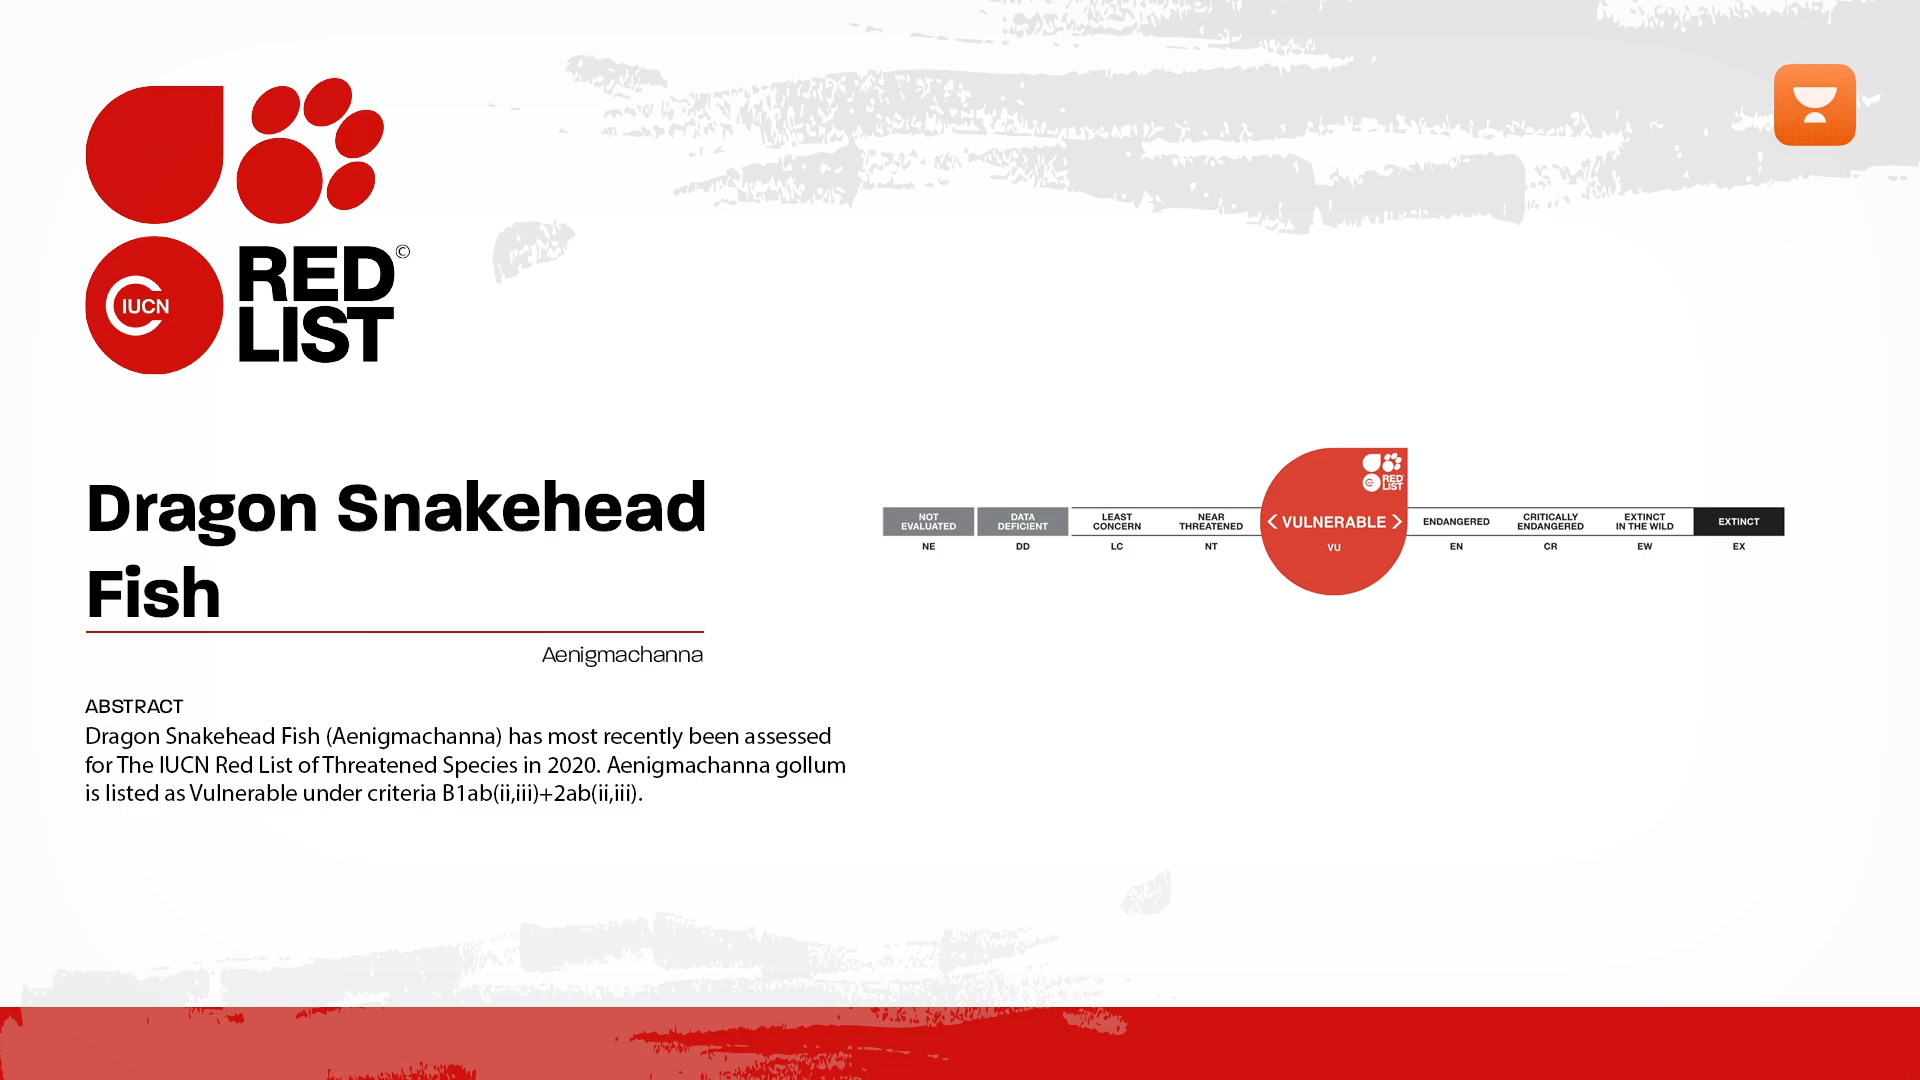 IUCN
RED©
LIST
Dragon Snakehead
Fish
Aenigmachanna
ABSTRACT
Dragon Snakehead Fish (Aenigmachanna) has most recently been assessed
for The IUCN Red List of Threatened Species in 2020. Aenigmachanna gollum
is listed as Vulnerable under criteria B1ab(ii,iii)+2ab(ii,iii).
RED
LIST
NOT EVALUATED
NE
DATA DEFICIENT
DD
LEAST CONCERN
LC
NEAR THREATENED
NT
< VULNERABLE >
VU
ENDANGERED
EN
CRITICALLY ENDANGERED
CR
EXTINCT IN THE WILD
EW
EXTINCT
EX